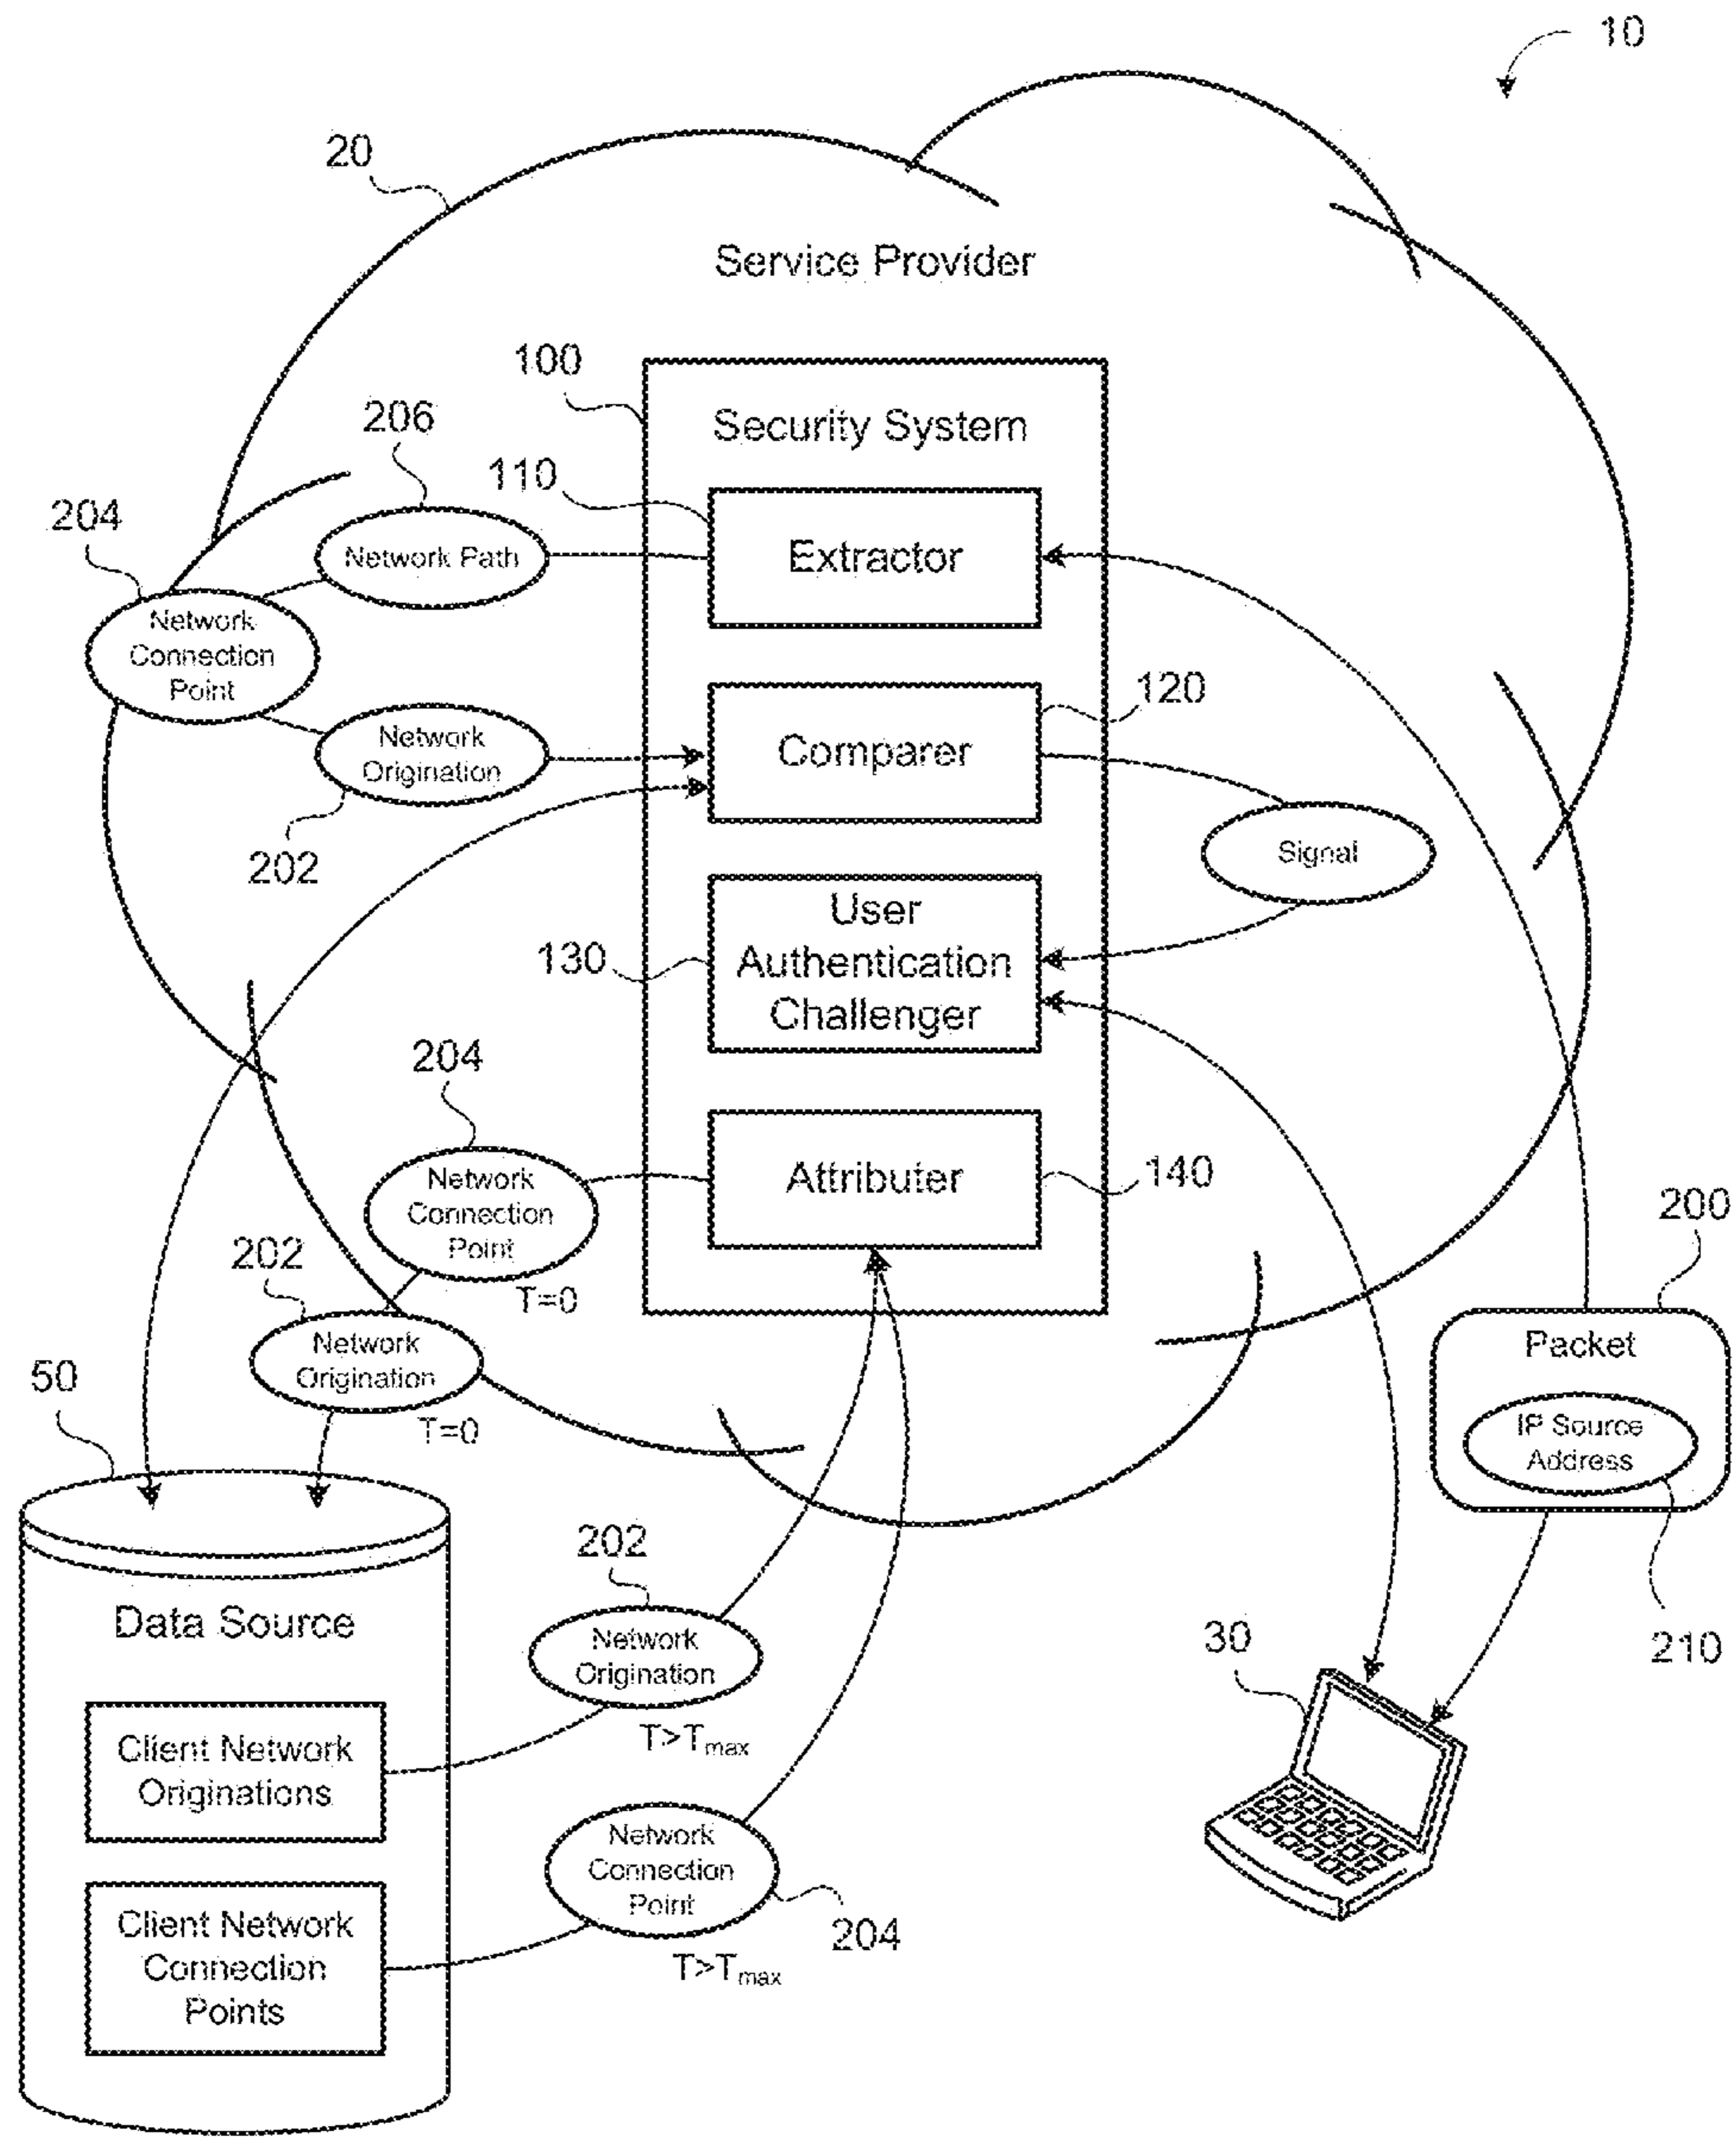 10
20
Service Provider
100
Security System
206
110
204
Network Path
Extractor
Network
Connection
Point
120
Network
Origination
Comparer
202
Signal
User
Authentication
Challenger
130
204
Network
Connection
Point
T=0
Attributer
140
200
202
Network
Origination
T=0
Packet
IP Source
Address
50
202
210
30
Data Source
Network
Origination
T>Tmax
Client Network
Originations
Network
Connection
Point
204
T>Tmax
Client Network
Connection
Points